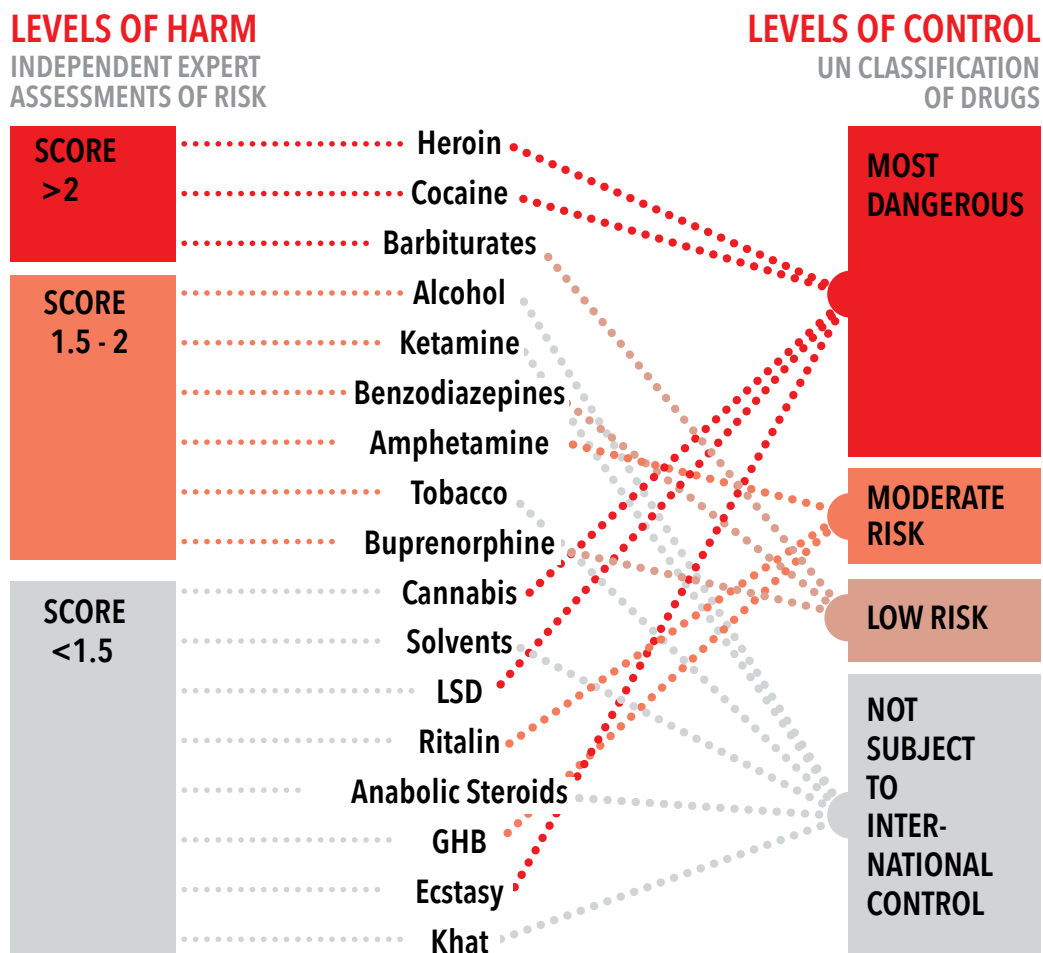 LEVELS OF HARM
INDEPENDENT EXPERT
ASSESSMENTS OF RISK
LEVELS OF CONTROL
UN CLASSIFICATION
OF DRUGS
SCORE
>2
SCORE
1.5 - 2
SCORE
<1.5
Heroin
Cocaine
Barbiturates
Alcohol
Ketamine
Benzodiazepines
Amphetamine
Tobacco
Buprenorphine
Cannabis
Solvents
LSD
Ritalin
Anabolic Steroids
GHB
Ecstasy
Khat
MOST
DANGEROUS
MODERATE
RISK
LOW RISK
NOT
SUBJECT
TO
INTER-
NATIONAL
CONTROL